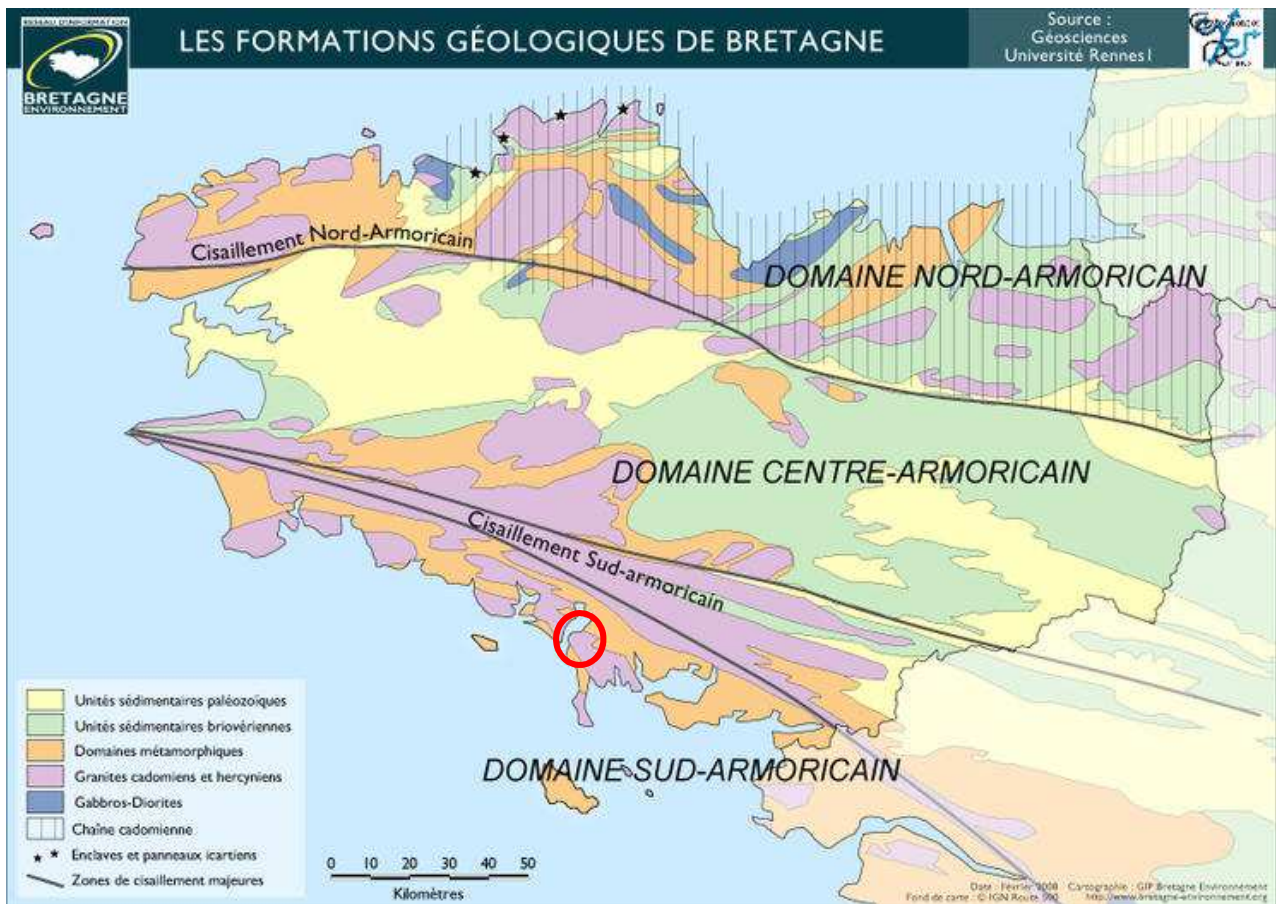 RESEAU D'INFORMATION
BRETAGNE
ENVIRONNEMENT
LES FORMATIONS GÉOLOGIQUES DE BRETAGNE
Source :
Géosciences
Université Rennes I
Cisaillement Nord-Armoricain
DOMAINE NORD-ARMORICAIN
DOMAINE CENTRE-ARMORICAIN
Cisaillement Sud-armoricain
DOMAINE SUD-ARMORICAIN
Unités sédimentaires paléozoïques
Unités sédimentaires briovériennes
Domaines métamorphiques
Granites cadomiens et hercyniens
Gabbros-Diorites
Chaîne cadomienne
Enclaves et panneaux icartiens
Zones de cisaillement majeures
0 10 20 30 40 50
Kilomètres
Date : Février 2008 Cartographie : GIP Bretagne Environnement
Fond de carte : © IGN Route 500 http://www.bretagne-environnement.org